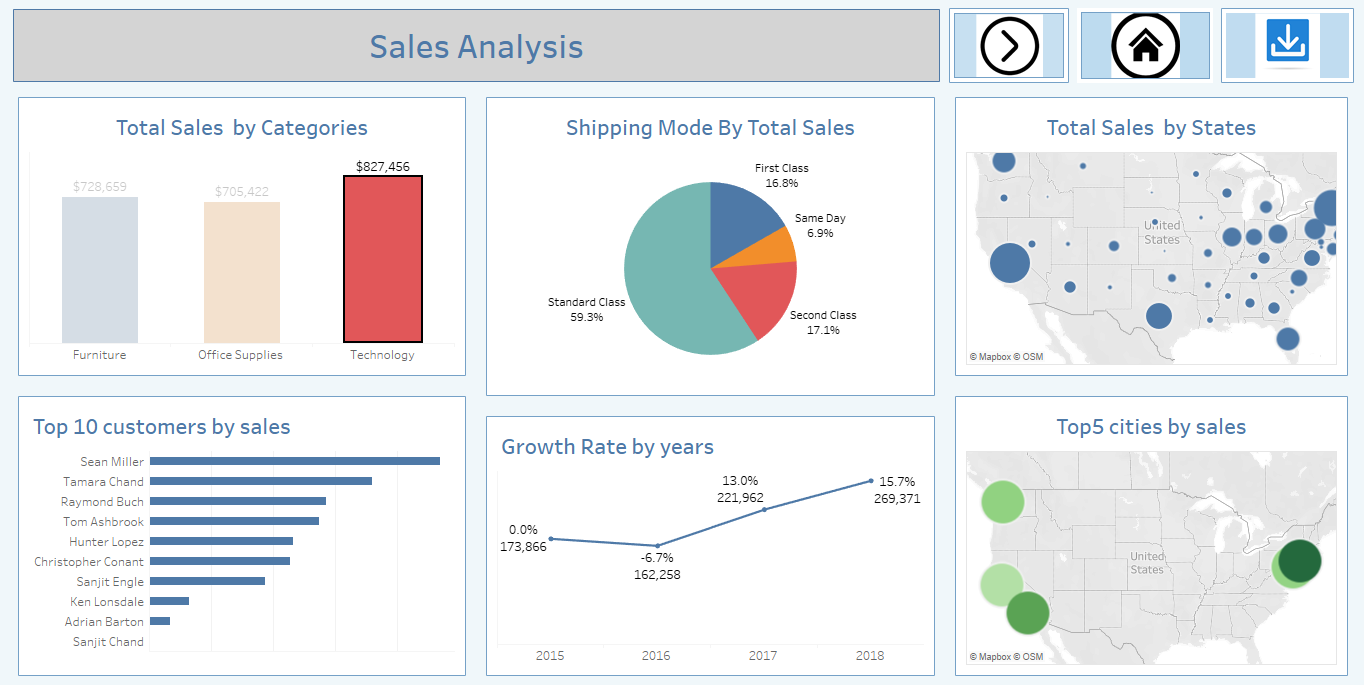 Sales Analysis
Total Sales  by Categories
$728,659
$705,422
$827,456
Furniture
Office Supplies
Technology
Shipping Mode By Total Sales
First Class
16.8%
Same Day
6.9%
Second Class
17.1%
Standard Class
59.3%
Total Sales  by States
United
States
© Mapbox © OSM
Top 10 customers by sales
Sean Miller
Tamara Chand
Raymond Buch
Tom Ashbrook
Hunter Lopez
Christopher Conant
Sanjit Engle
Ken Lonsdale
Adrian Barton
Sanjit Chand
Growth Rate by years
0.0%
173,866
-6.7%
162,258
13.0%
221,962
15.7%
269,371
2015
2016
2017
2018
Top5 cities by sales
United
States
© Mapbox © OSM